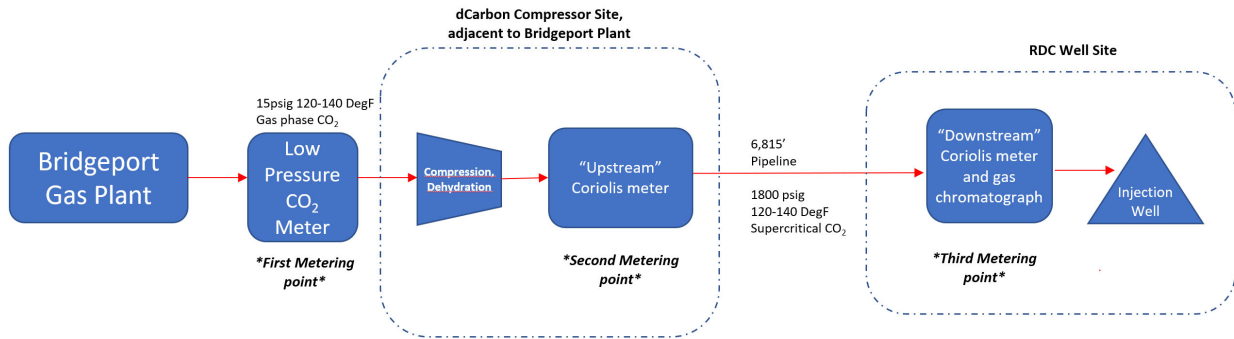 dCarbon Compressor Site,
adjacent to Bridgeport Plant
RDC Well Site
15psig 120-140 DegF
Gas phase CO₂
Bridgeport
Gas Plant
Low
Pressure
CO₂
Meter
Compression,
Dehydration
“Upstream”
Coriolis meter
6,815’
Pipeline
1800 psig
120-140 DegF
Supercritical CO₂
“Downstream”
Coriolis meter
and gas
chromatograph
Injection
Well
*First Metering
point*
*Second Metering
point*
*Third Metering
point*